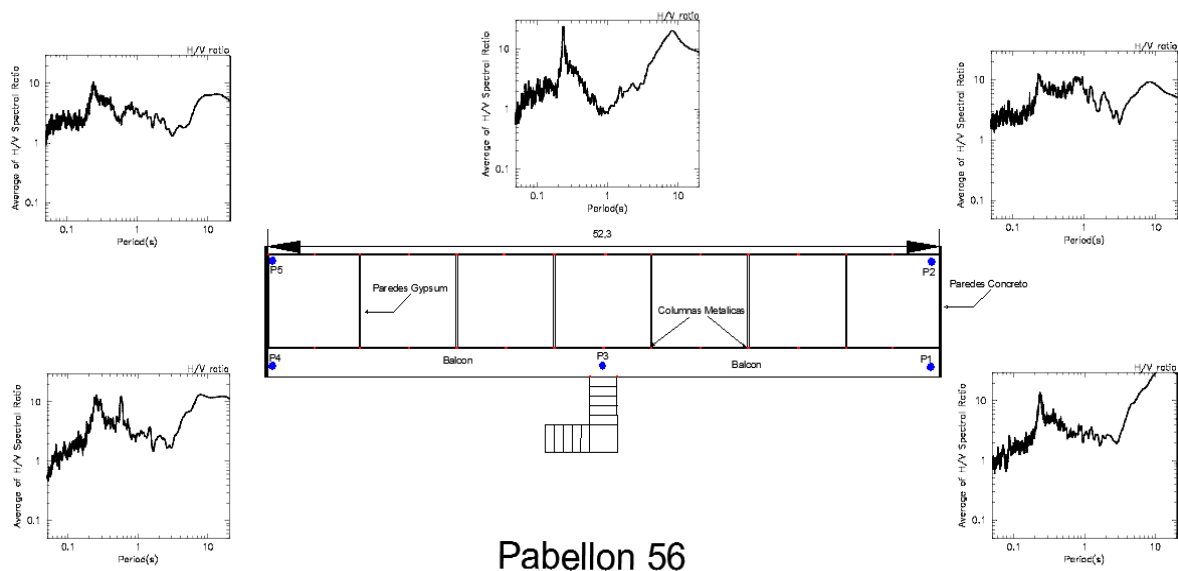 H/V ratio
Average of H/V Spectral Ratio
10
1
0.1
0.1
1
10
Period(s)
H/V ratio
Average of H/V Spectral Ratio
10
1
0.1
0.1
1
10
Period(s)
H/V ratio
Average of H/V Spectral Ratio
10
1
0.1
0.1
1
10
Period(s)
52,3
P5
P2
Paredes Gypsum
Columnas Metalicas
Paredes Concreto
P4
Balcon
P3
Balcon
P1
H/V ratio
Average of H/V Spectral Ratio
10
1
0.1
0.1
1
10
Period(s)
H/V ratio
Average of H/V Spectral Ratio
10
1
0.1
0.1
1
10
Period(s)
Pabellon 56